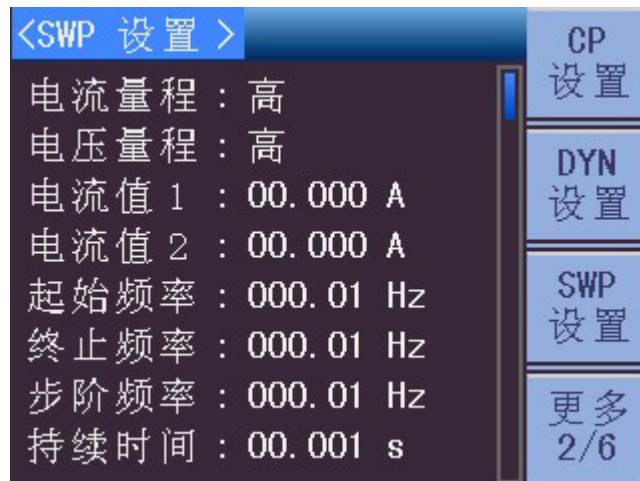 <SWP 设置 >
电流量程 : 高
电压量程 : 高
电流值 1 : 00.000 A
电流值 2 : 00.000 A
起始频率 : 000.01 Hz
终止频率 : 000.01 Hz
步阶频率 : 000.01 Hz
持续时间 : 00.001 s
CP
设置
DYN
设置
SWP
设置
更多
2/6